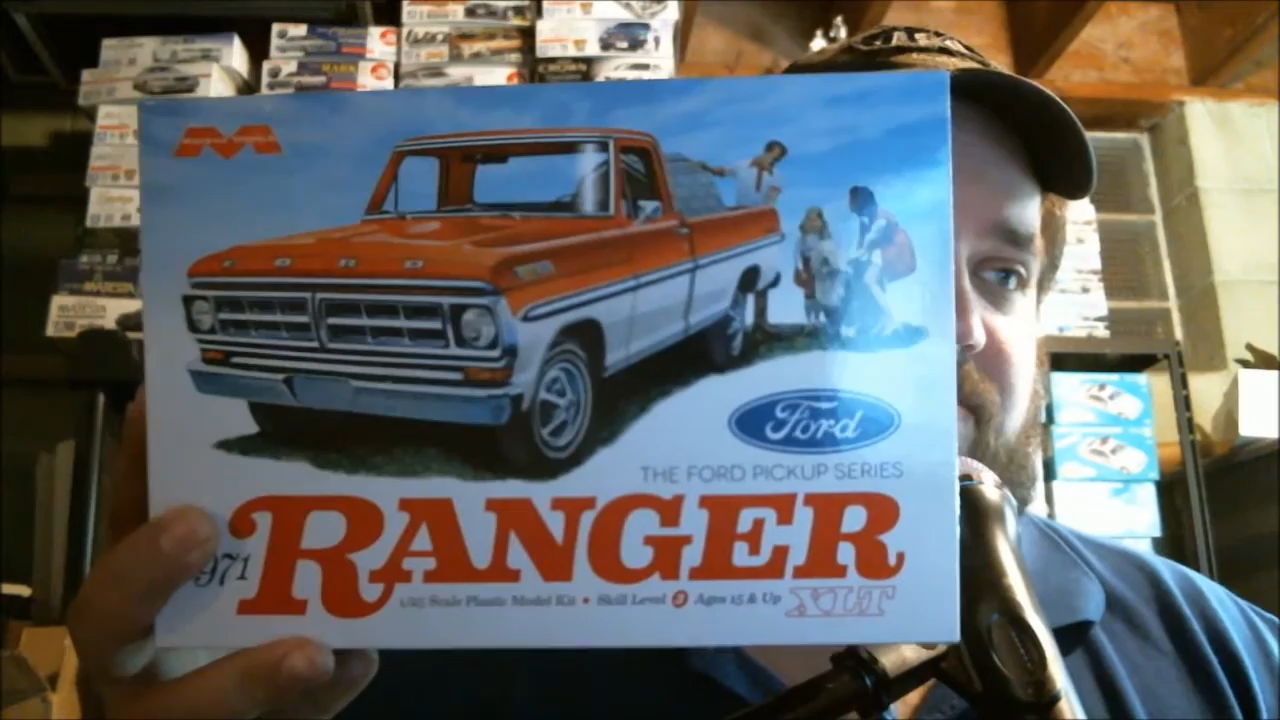 M
FORD
Ford
THE FORD PICKUP SERIES
971
RANGER
1/25 Scale Plastic Model Kit • Skill Level 3 Ages 15 & Up
XLT